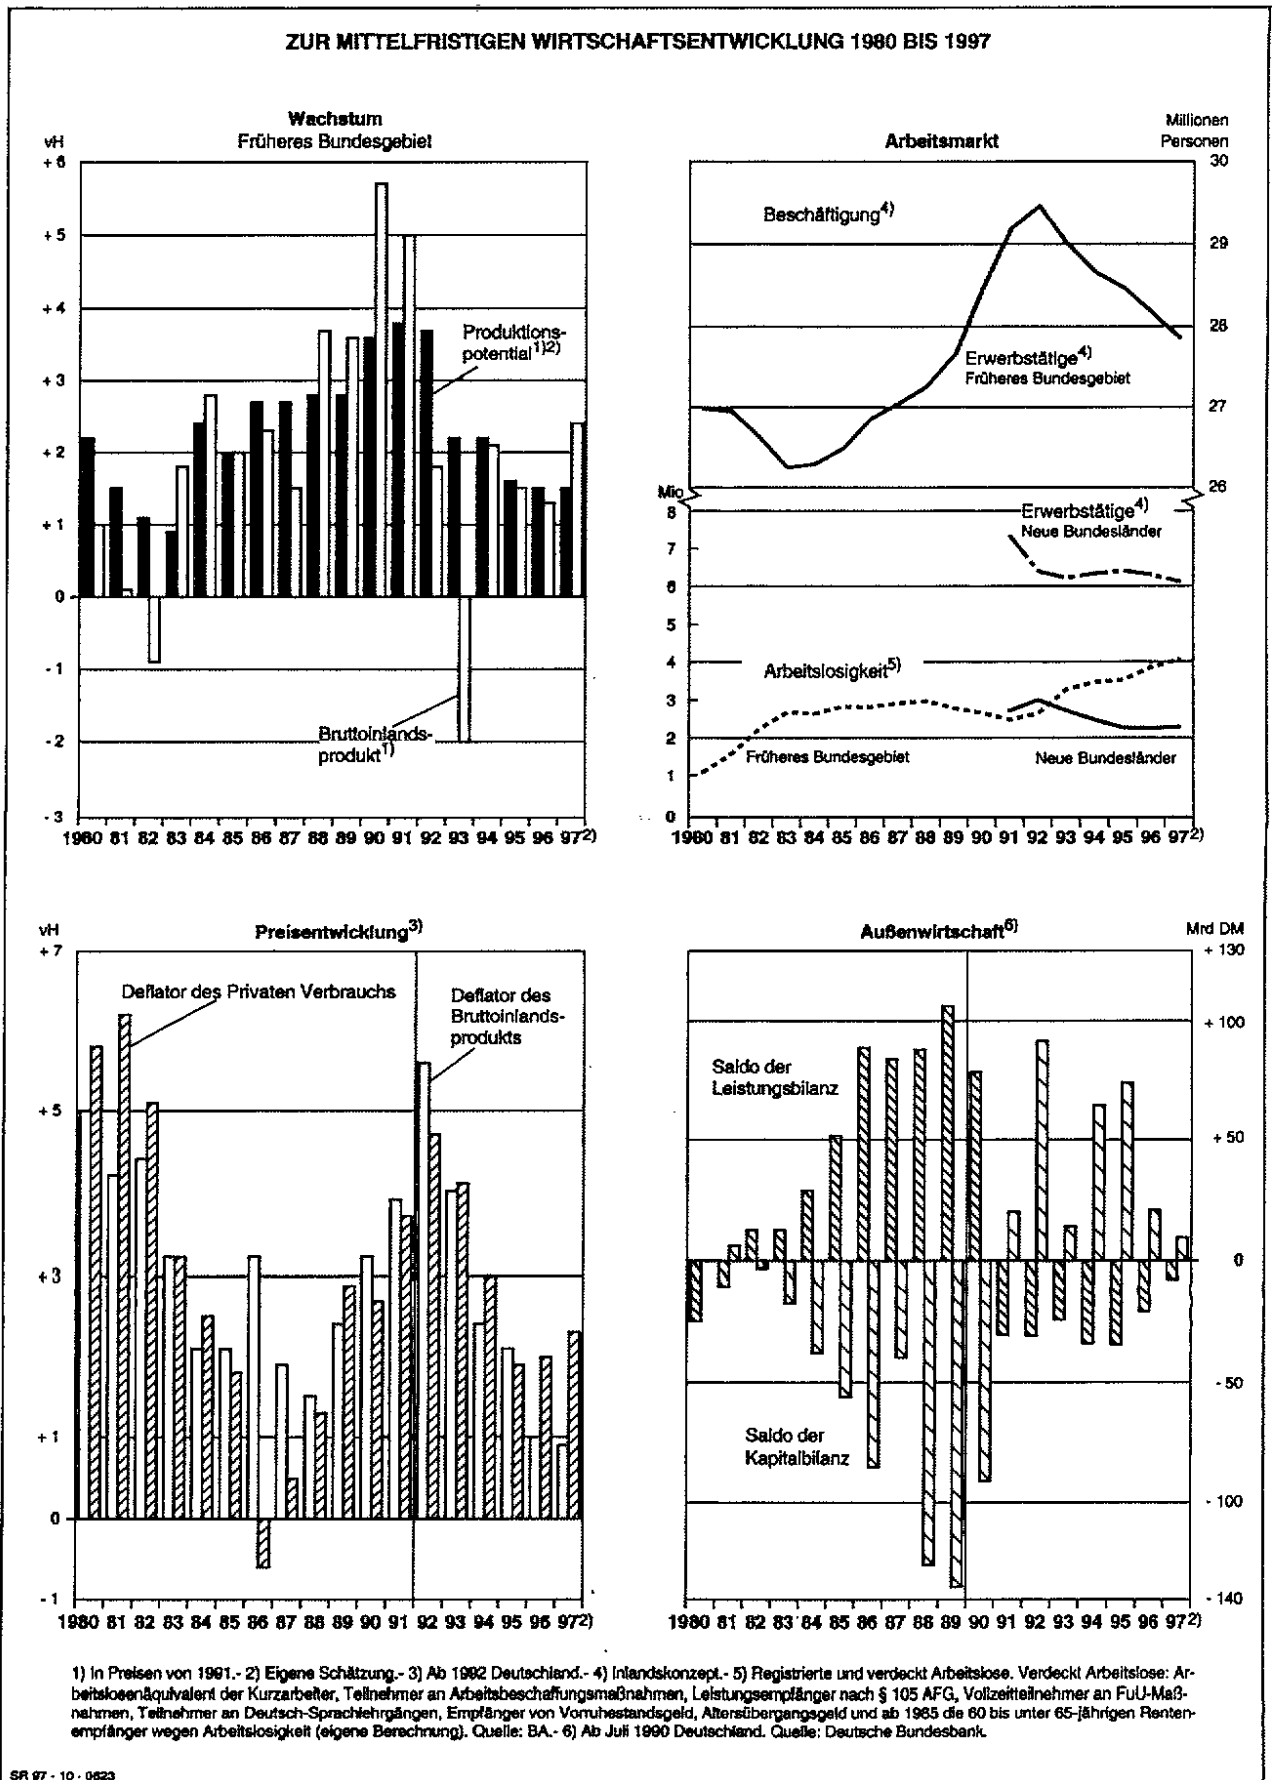 ZUR MITTELFRISTIGEN WIRTSCHAFTSENTWICKLUNG 1980 BIS 1997
Wachstum
Früheres Bundesgebiet
vH
+ 6
+ 5
+ 4
+ 3
+ 2
+ 1
0
- 1
- 2
- 3
Produktions-
potential1)2)
Bruttoinlands-
produkt1)
1980 81 82 83 84 85 86 87 88 89 90 91 92 93 94 95 96 972)
Arbeitsmarkt
Millionen
Personen
30
29
28
27
26
Beschäftigung4)
Erwerbstätige4)
Früheres Bundesgebiet
Mio
8
7
6
5
4
3
2
1
0
Erwerbstätige4)
Neue Bundesländer
Arbeitslosigkeit5)
Früheres Bundesgebiet
Neue Bundesländer
1980 81 82 83 84 85 86 87 88 89 90 91 92 93 94 95 96 972)
Preisentwicklung3)
vH
+ 7
+ 5
+ 3
+ 1
0
- 1
Deflator des Privaten Verbrauchs
Deflator des
Bruttoinlands-
produkts
1980 81 82 83 84 85 86 87 88 89 90 91 92 93 94 95 96 972)
Außenwirtschaft6)
Mrd DM
+ 130
+ 100
+ 50
0
- 50
- 100
- 140
Saldo der
Leistungsbilanz
Saldo der
Kapitalbilanz
1980 81 82 83 84 85 86 87 88 89 90 91 92 93 94 95 96 972)
1) In Preisen von 1991.- 2) Eigene Schätzung.- 3) Ab 1992 Deutschland.- 4) Inlandskonzept.- 5) Registrierte und verdeckt Arbeitslose. Verdeckt Arbeitslose: Ar-
beitslosenäquivalent der Kurzarbeiter, Teilnehmer an Arbeitsbeschaffungsmaßnahmen, Leistungsempfänger nach § 105 AFG, Vollzeitteilnehmer an FuU-Maß-
nahmen, Teilnehmer an Deutsch-Sprachlehrgängen, Empfänger von Vorruhestandsgeld, Altersübergangsgeld und ab 1985 die 60 bis unter 65-jährigen Renten-
empfänger wegen Arbeitslosigkeit (eigene Berechnung). Quelle: BA.- 6) Ab Juli 1990 Deutschland. Quelle: Deutsche Bundesbank.
SR 97 - 10 - 0623